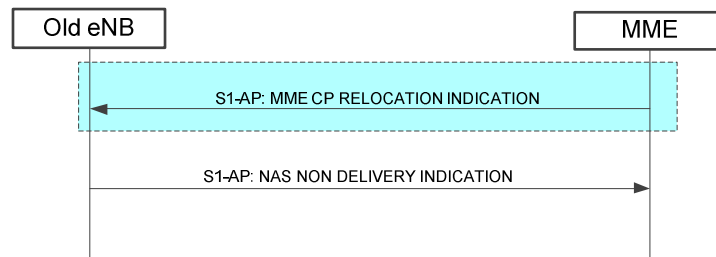 Old eNB
MME
S1-AP: MME CP RELOCATION INDICATION
S1-AP: NAS NON DELIVERY INDICATION